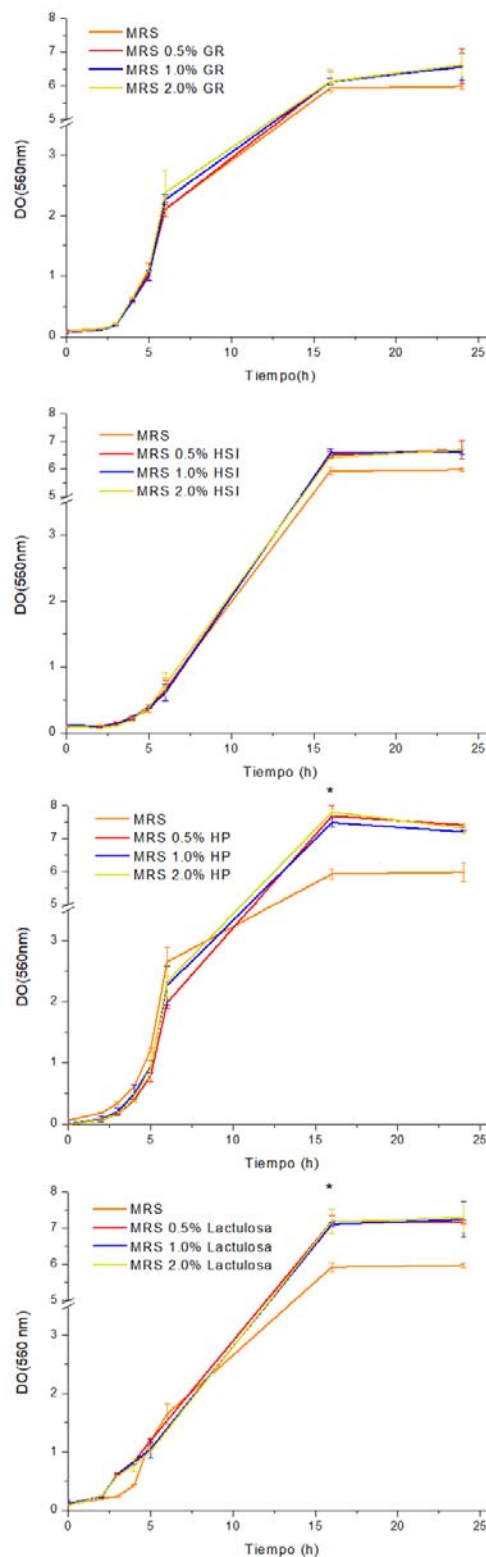 MRS
MRS 0.5% GR
MRS 1.0% GR
MRS 2.0% GR
DO(560nm)
8
7
6
5
3
2
1
0
0 5 10 15 20 25
Tiempo(h)
MRS
MRS 0.5% HSI
MRS 1.0% HSI
MRS 2.0% HSI
DO(560nm)
8
7
6
5
3
2
1
0
0 5 10 15 20 25
Tiempo (h)
*
MRS
MRS 0.5% HP
MRS 1.0% HP
MRS 2.0% HP
DO(560nm)
8
7
6
5
3
2
1
0
0 5 10 15 20 25
Tiempo (h)
*
MRS
MRS 0.5% Lactulosa
MRS 1.0% Lactulosa
MRS 2.0% Lactulosa
DO(560 nm)
8
7
6
5
3
2
1
0
0 5 10 15 20 25
Tiempo (h)